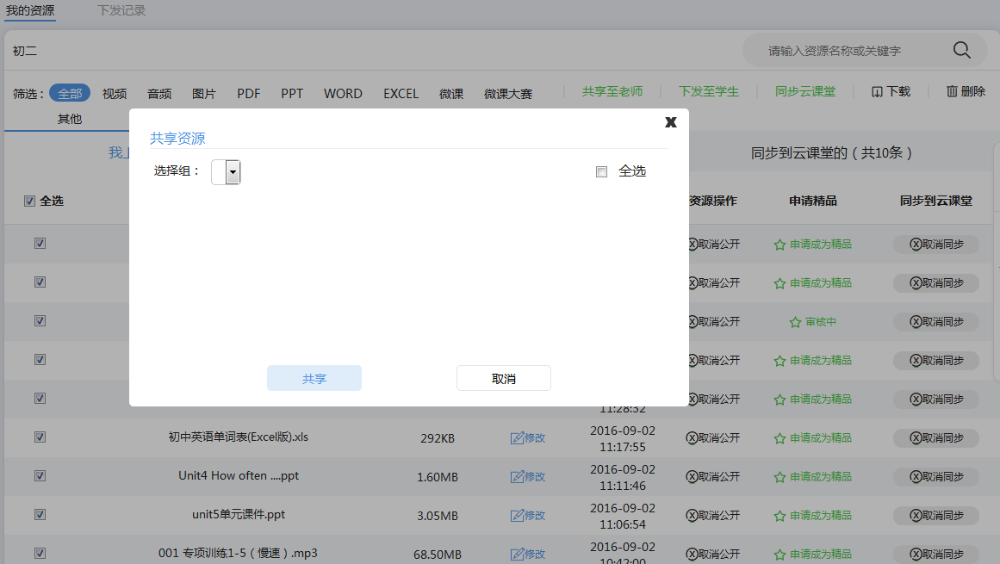 我的资源 下发记录
初二 请输入资源名称或关键字
筛选： 全部 视频 音频 图片 PDF PPT WORD EXCEL 微课 微课大赛 共享至老师 下发至学生 同步云课堂 下载 删除
其他
X
共享资源
我上 同步到云课堂的（共10条）
选择组： 全选
全选 资源操作 申请精品 同步到云课堂
取消公开 申请成为精品 取消同步
取消公开 申请成为精品 取消同步
取消公开 审核中 取消同步
取消公开 申请成为精品 取消同步
共享 取消
取消公开 申请成为精品 取消同步
11:28:32
初中英语单词表(Excel版).xls 292KB 修改 2016-09-02 取消公开 申请成为精品 取消同步
11:17:55
Unit4 How often ....ppt 1.60MB 修改 2016-09-02 取消公开 申请成为精品 取消同步
11:11:46
unit5单元课件.ppt 3.05MB 修改 2016-09-02 取消公开 申请成为精品 取消同步
11:06:54
001 专项训练1-5（慢速）.mp3 68.50MB 修改 2016-09-02 取消公开 申请成为精品 取消同步
10:42:00